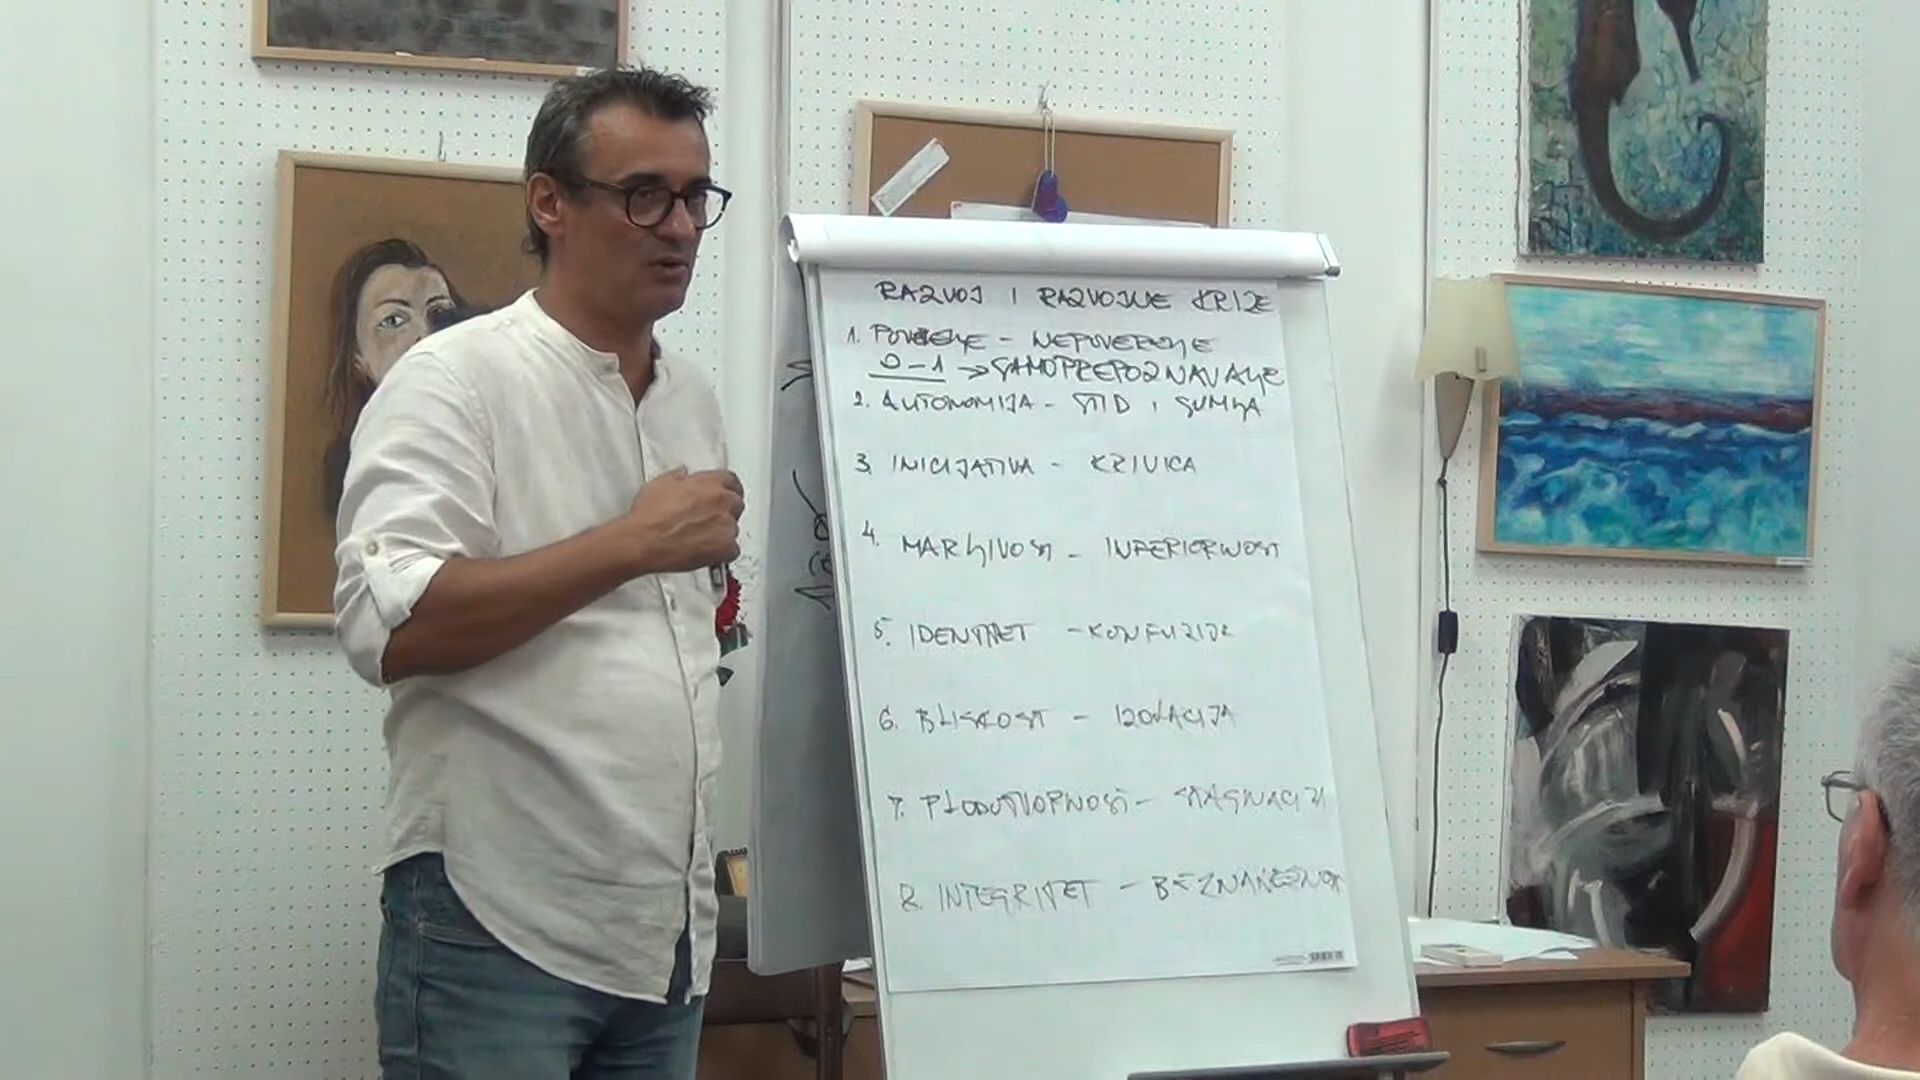 RAZVOJ I RAZVOJNE KRIZE
1. POVERENJE - NEPOVERENJE
0-1 → SAMOPREPOZNAVANJE
2. AUTONOMIJA - STID I SUMNJA
3. INICIJATIVA - KRIVICA
4. MARLJIVOST - INFERIORNOST
5. IDENTITET - KONFUZIJA
6. BLISKOST - IZOLACIJA
7. PLODOTVORNOST - STAGNACIJA
8. INTEGRITET - BEZNADEŽNOST